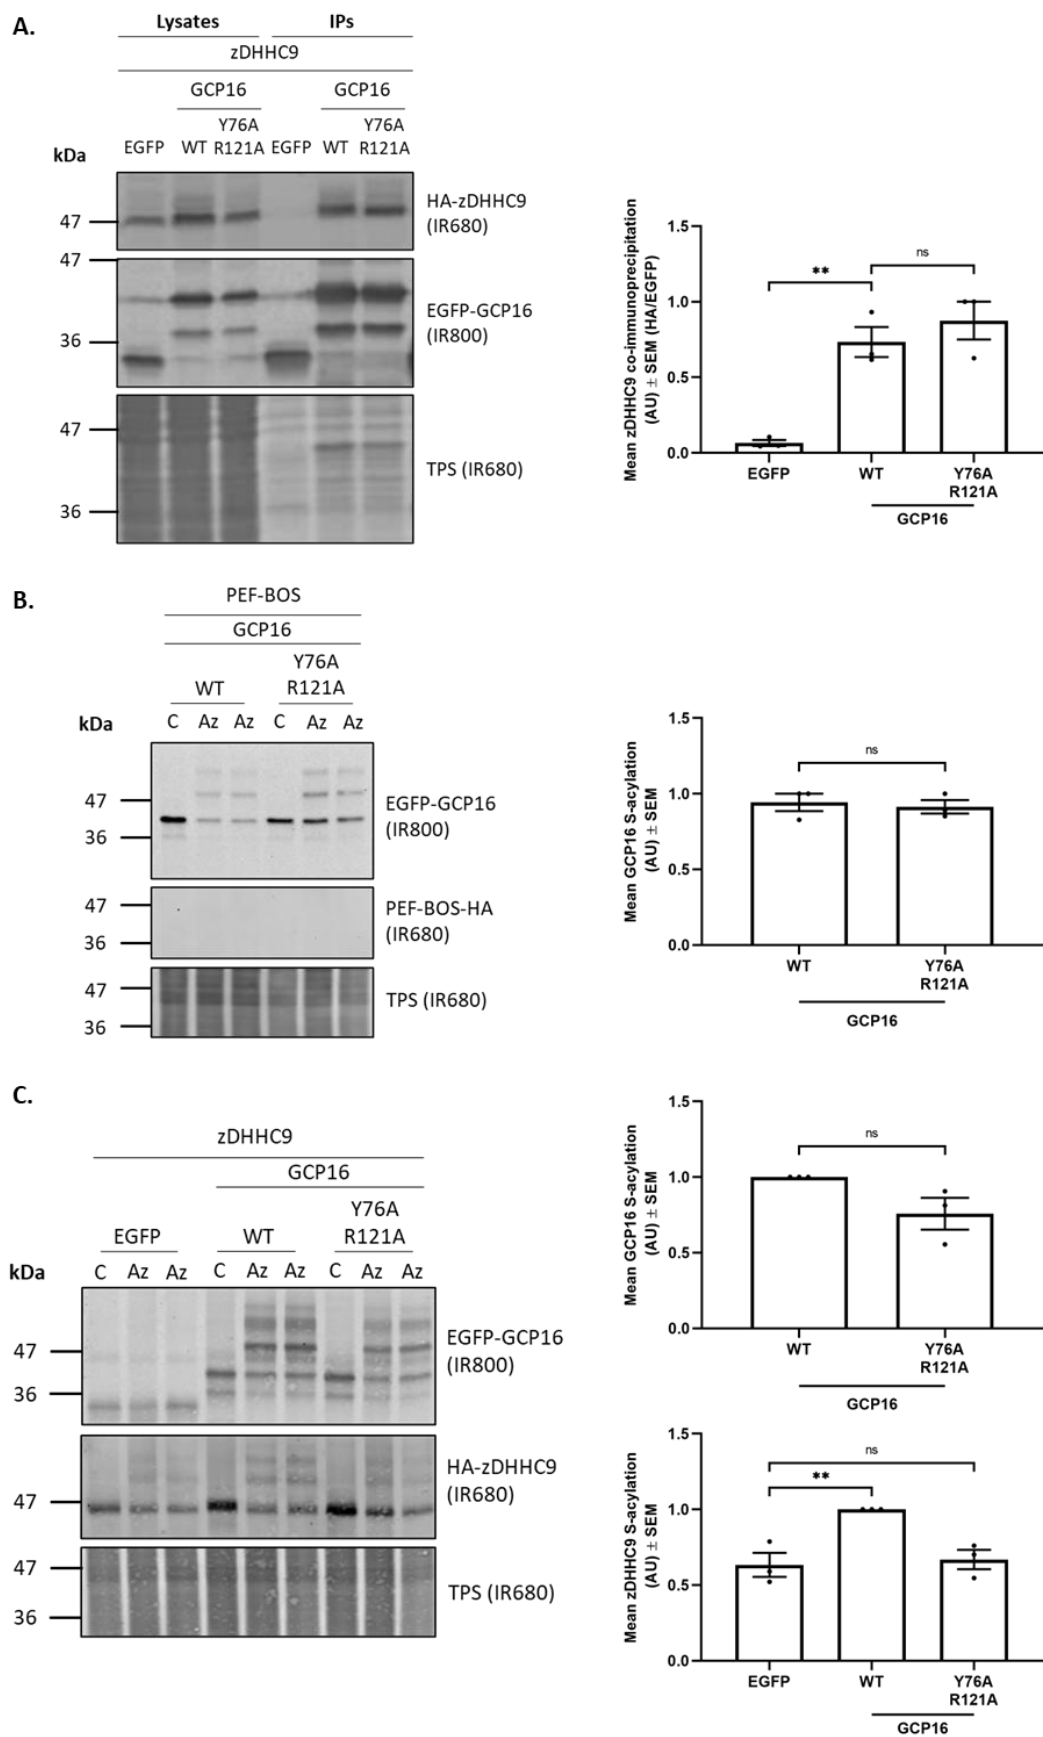 A.
Lysates IPs
zDHHC9
GCP16 GCP16
Y76A Y76A
kDa EGFP WT R121A EGFP WT R121A
HA-zDHHC9
47 (IR680)
47
EGFP-GCP16
36 (IR800)
47
TPS (IR680)
36
Mean zDHHC9 co-immunoprecipitation
(AU) ± SEM (HA/EGFP)
1.5
1.0
0.5
0.0
** ns
EGFP WT Y76A
R121A
GCP16
B.
PEF-BOS
GCP16
Y76A
WT R121A
kDa C Az Az C Az Az
47 EGFP-GCP16
36 (IR800)
47 PEF-BOS-HA
36 (IR680)
47 TPS (IR680)
36
Mean GCP16 S-acylation
(AU) ± SEM
1.5
1.0
0.5
0.0
ns
WT Y76A
R121A
GCP16
C.
zDHHC9
GCP16
Y76A
EGFP WT R121A
kDa C Az Az C Az Az C Az Az
EGFP-GCP16
47 (IR800)
36
HA-zDHHC9
47 (IR680)
47
TPS (IR680)
36
Mean GCP16 S-acylation
(AU) ± SEM
1.5
1.0
0.5
0.0
ns
WT Y76A
R121A
GCP16
Mean zDHHC9 S-acylation
(AU) ± SEM
1.5
1.0
0.5
0.0
ns
**
EGFP WT Y76A
R121A
GCP16